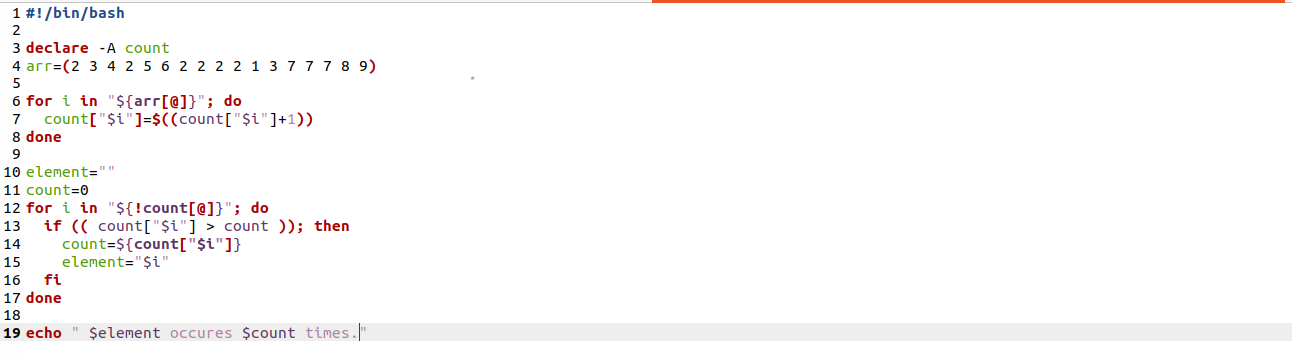 1 #!/bin/bash
2
3 declare -A count
4 arr=(2 3 4 2 5 6 2 2 2 2 1 3 7 7 7 8 9)
5
6 for i in "${arr[@]}"; do
7   count["$i"]=$((count["$i"]+1))
8 done
9
10 element=""
11 count=0
12 for i in "${!count[@]}"; do
13   if (( count["$i"] > count )); then
14     count=${count["$i"]}
15     element="$i"
16   fi
17 done
18
19 echo " $element occures $count times."